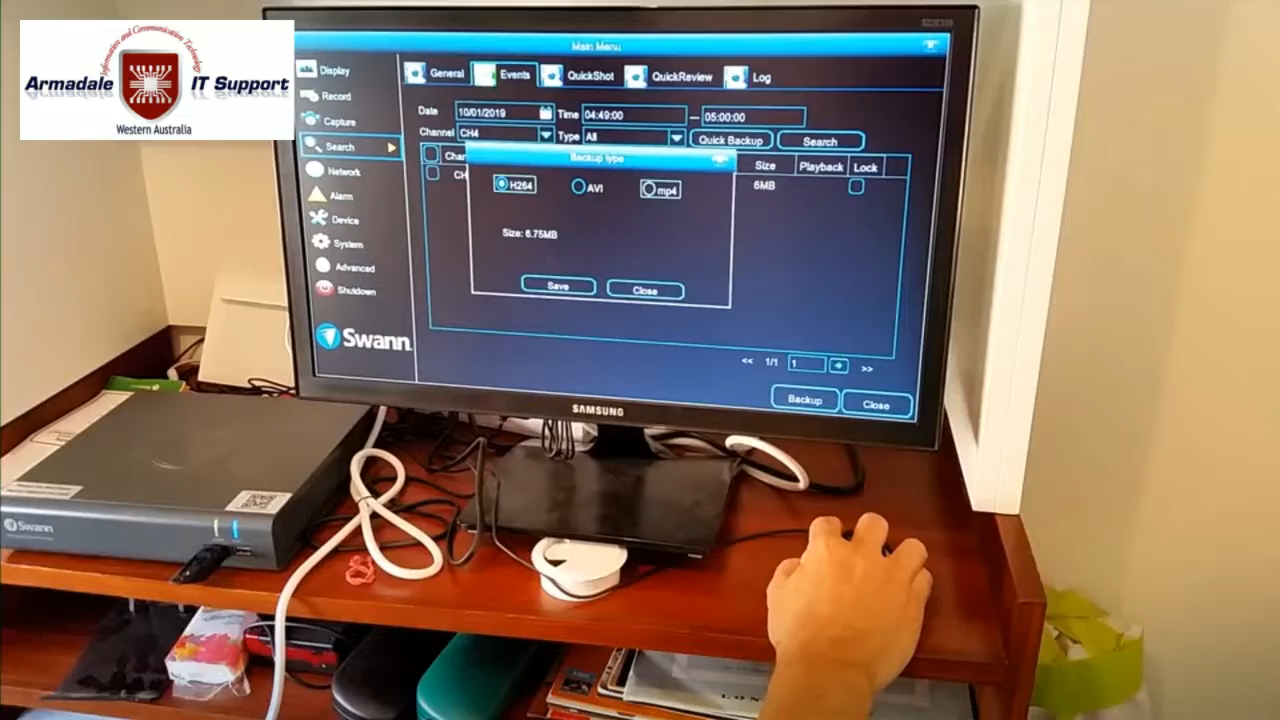 Information and Communication Technology
Armadale IT Support
Western Australia
Main Menu
Display
Record
Capture
Search
Network
Alarm
Device
System
Advanced
Shutdown
Swann
General Events QuickShot QuickReview Log
Date 10/01/2019 Time 04:49:00 — 05:00:00
Channel CH4 Type All Quick Backup Search
Chan Size Playback Lock
CH 6MB
Backup type
H264 AVI mp4
Size: 6.75MB
Save Close
<< 1/1 1 >>
Backup Close
SAMSUNG
Swann
LON